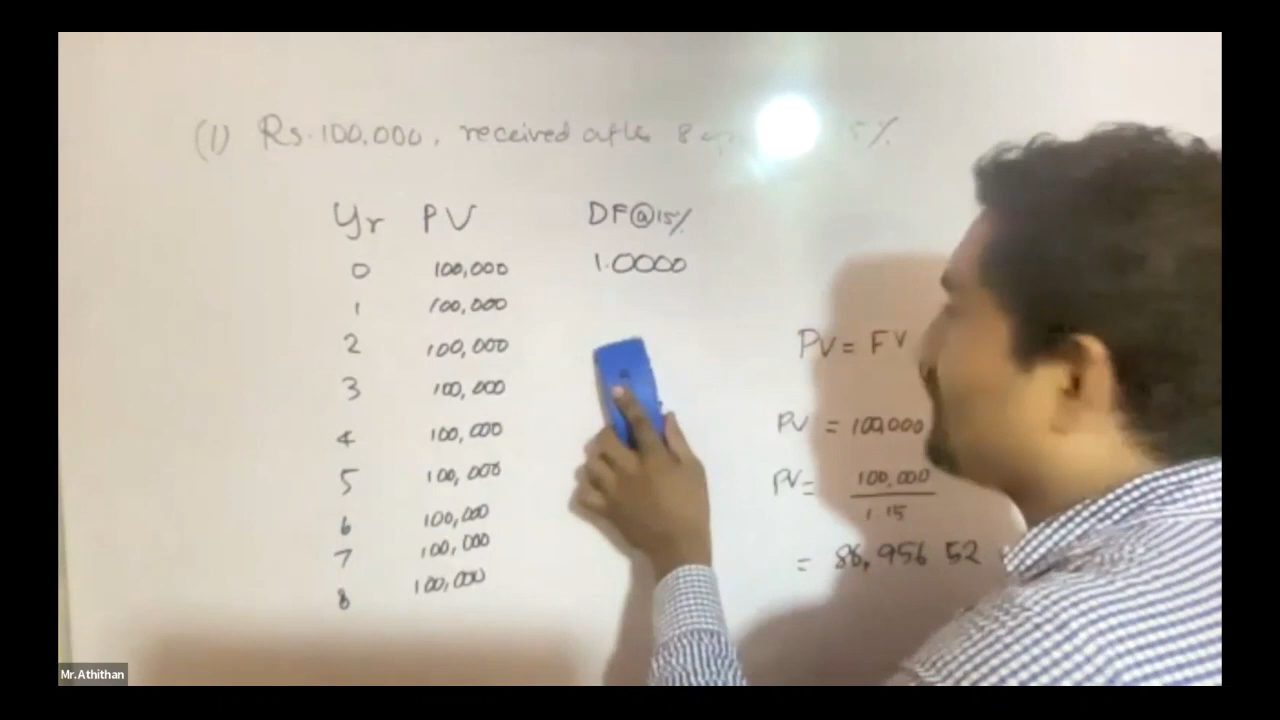 (1) Rs.100,000, received after 8 5%
Yr PV DF@15%
0 100,000 1.0000
1 100,000
2 100,000
3 100,000
4 100,000
5 100,000
6 100,000
7 100,000
8 100,000
PV = FV
PV = 100,000
PV = 100,000
1.15
= 86,956 52
Mr.Athithan